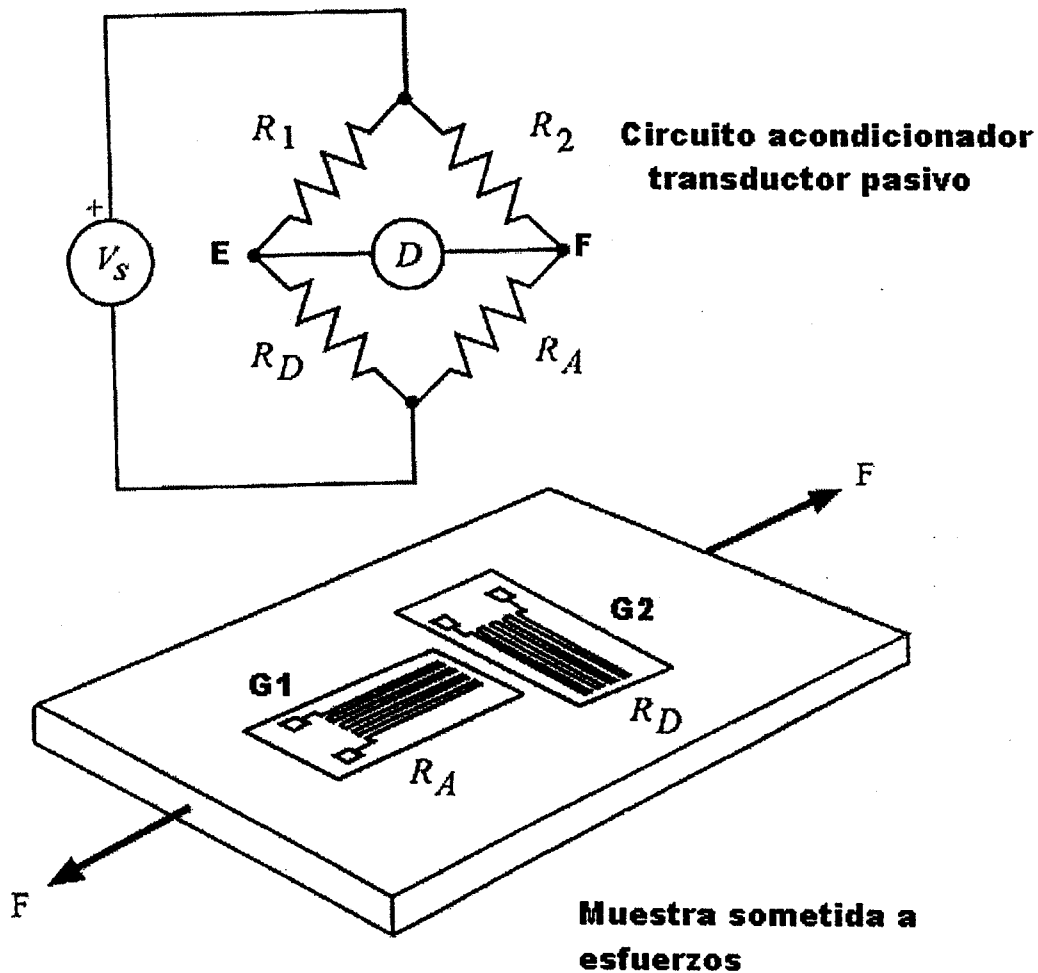 R1
R2
Circuito acondicionador
transductor pasivo
+
Vs
E
D
F
RD
RA
F
G2
G1
RD
RA
F
Muestra sometida a
esfuerzos